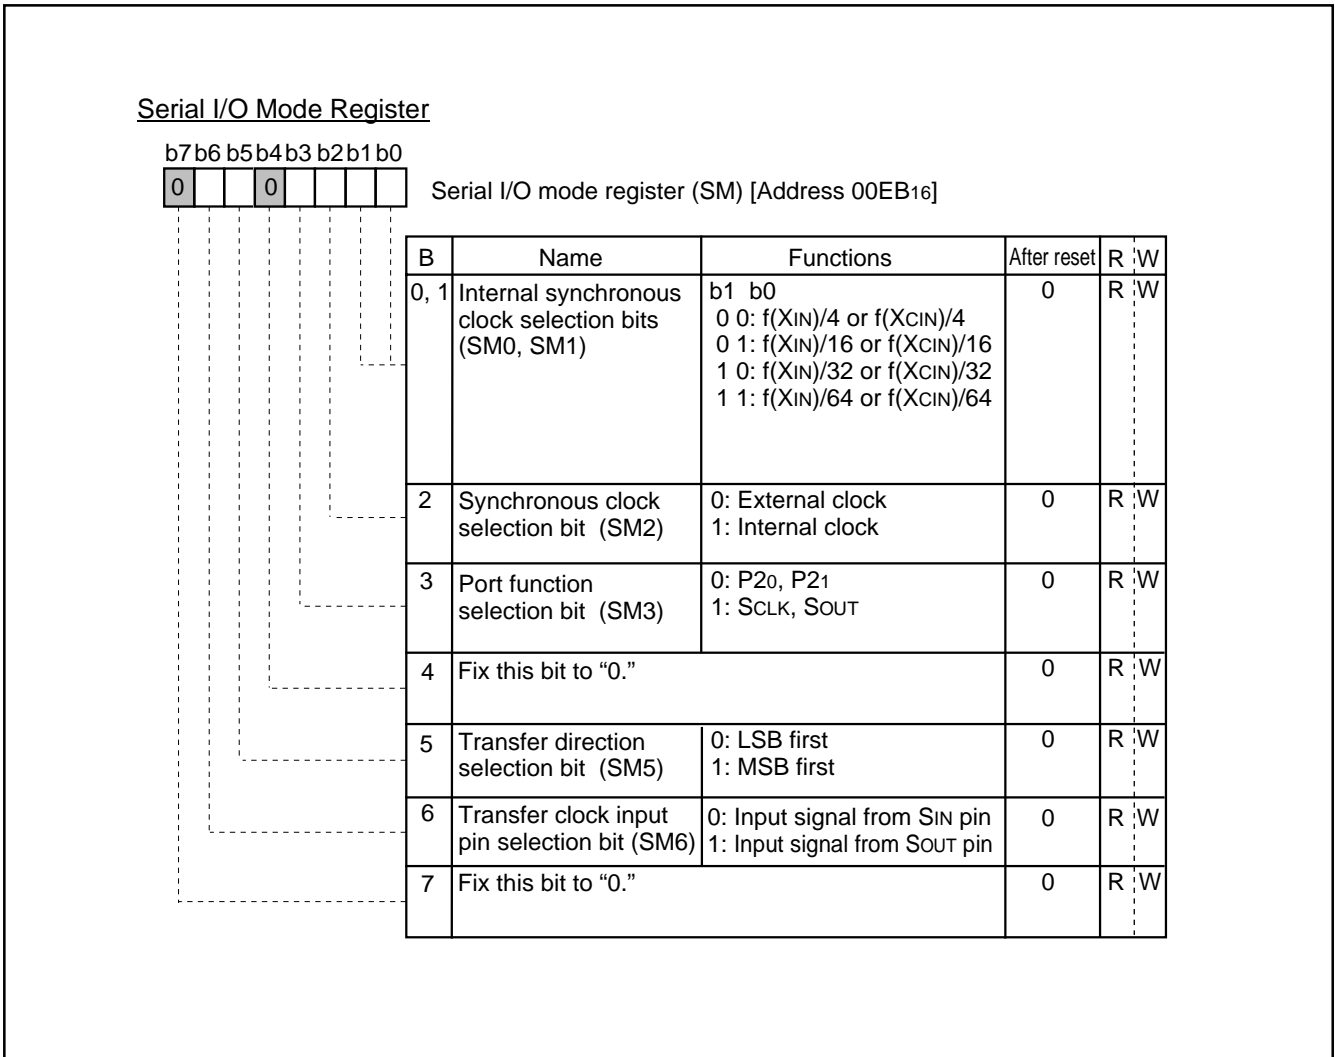 Serial I/O Mode Register
b7 b6 b5 b4 b3 b2 b1 b0
0 0
Serial I/O mode register (SM) [Address 00EB16]
B Name Functions After reset R W
0, 1 Internal synchronous clock selection bits (SM0, SM1)
b1 b0
0 0: f(XIN)/4 or f(XCIN)/4
0 1: f(XIN)/16 or f(XCIN)/16
1 0: f(XIN)/32 or f(XCIN)/32
1 1: f(XIN)/64 or f(XCIN)/64
0 R W
2 Synchronous clock selection bit (SM2)
0: External clock
1: Internal clock
0 R W
3 Port function selection bit (SM3)
0: P20, P21
1: SCLK, SOUT
0 R W
4 Fix this bit to “0.” 0 R W
5 Transfer direction selection bit (SM5)
0: LSB first
1: MSB first
0 R W
6 Transfer clock input pin selection bit (SM6)
0: Input signal from SIN pin
1: Input signal from SOUT pin
0 R W
7 Fix this bit to “0.” 0 R W